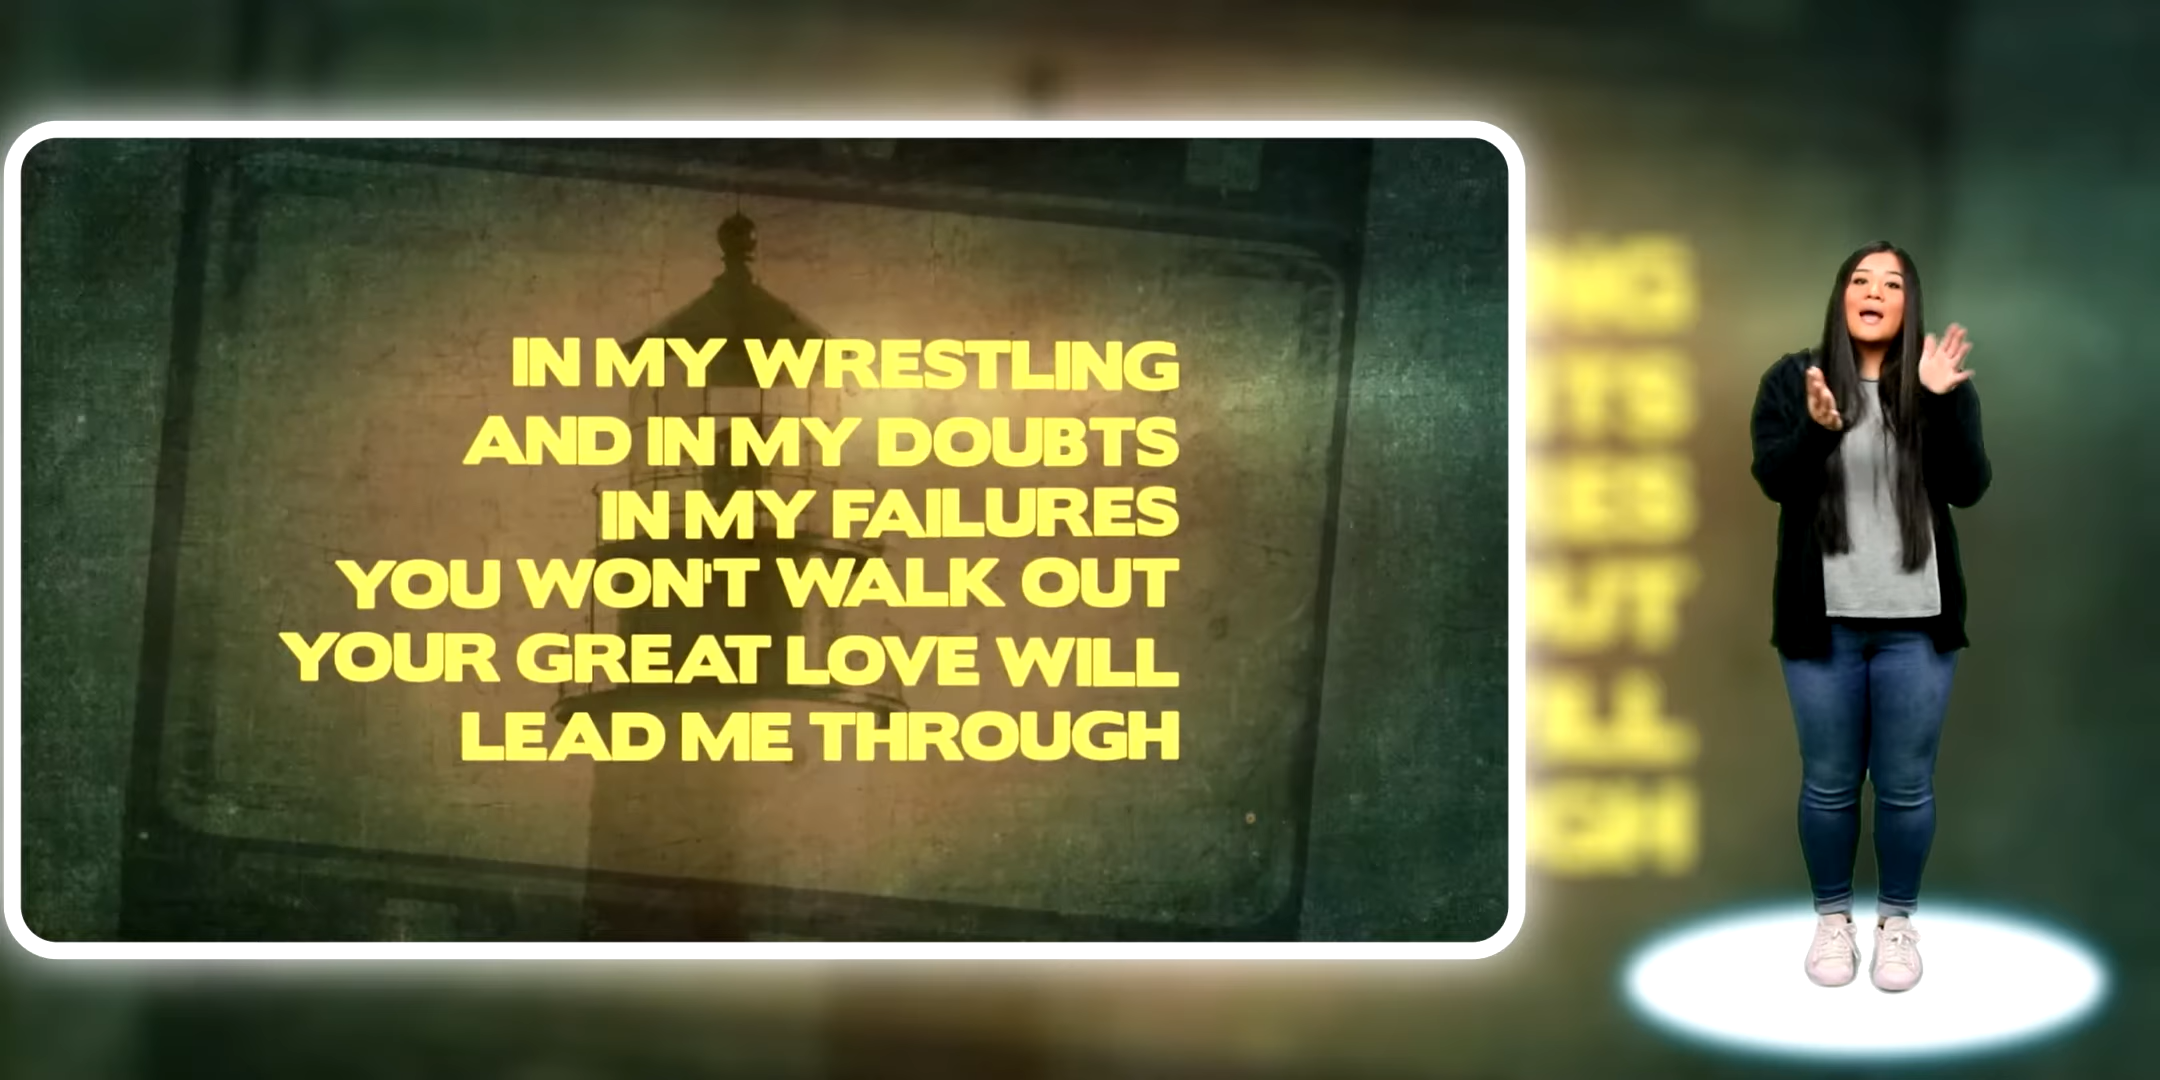 IN MY WRESTLING
AND IN MY DOUBTS
IN MY FAILURES
YOU WON'T WALK OUT
YOUR GREAT LOVE WILL
LEAD ME THROUGH